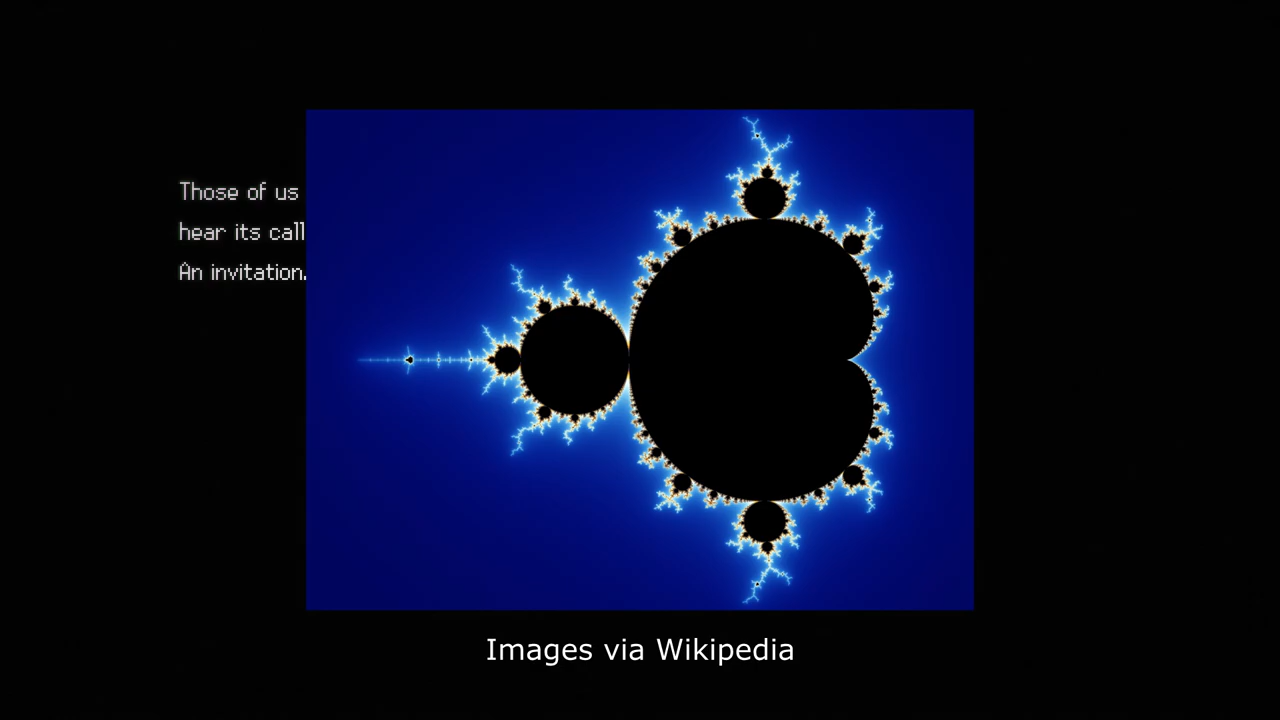 Those of us
hear its call
An invitation.
Images via Wikipedia